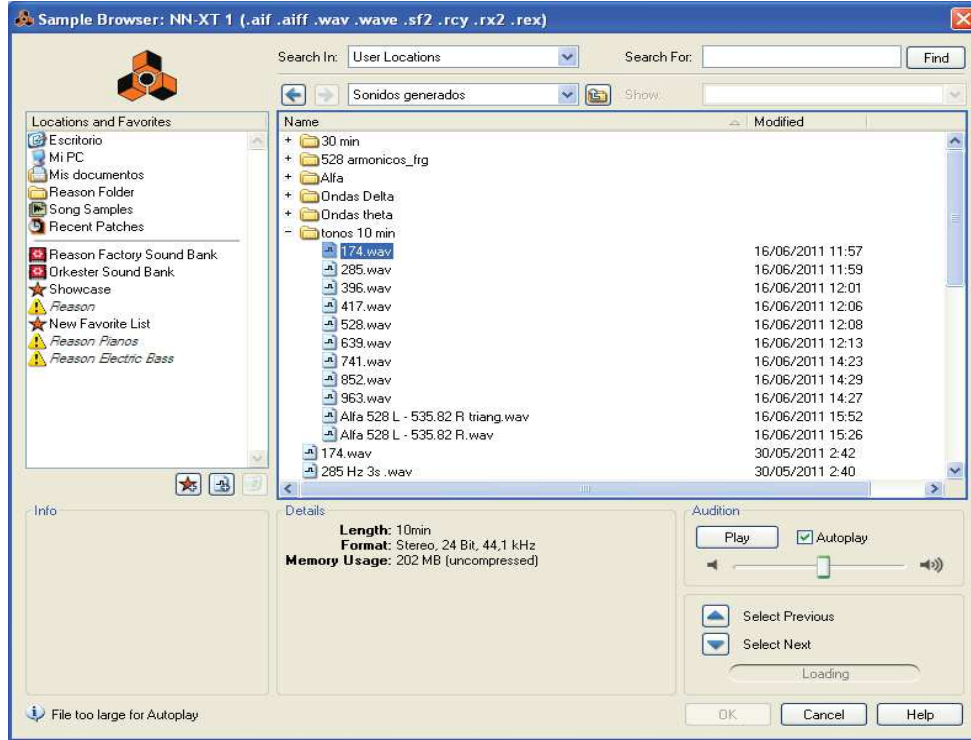 Sample Browser: NN-XT 1 (.aif .aiff .wav .wave .sf2 .rcy .rx2 .rex)
Search In: User Locations Search For: Find
Sonidos generados Show:
Locations and Favorites
Escritorio
Mi PC
Mis documentos
Reason Folder
Song Samples
Recent Patches
Reason Factory Sound Bank
Orkester Sound Bank
Showcase
Reason
New Favorite List
Reason Pianos
Reason Electric Bass
Name Modified
+ 30 min
+ 528 armonicos_frg
+ Alfa
+ Ondas Delta
+ Ondas theta
- tonos 10 min
174.wav 16/06/2011 11:57
285.wav 16/06/2011 11:59
396.wav 16/06/2011 12:01
417.wav 16/06/2011 12:06
528.wav 16/06/2011 12:08
639.wav 16/06/2011 12:13
741.wav 16/06/2011 14:23
852.wav 16/06/2011 14:29
963.wav 16/06/2011 14:27
Alfa 528 L - 535.82 R triang.wav 16/06/2011 15:52
Alfa 528 L - 535.82 R.wav 16/06/2011 15:26
174.wav 30/05/2011 2:42
285 Hz 3s .wav 30/05/2011 2:40
Info
Details
Length: 10min
Format: Stereo, 24 Bit, 44,1 kHz
Memory Usage: 202 MB (uncompressed)
Audition
Play Autoplay
Select Previous
Select Next
Loading
File too large for Autoplay
OK Cancel Help